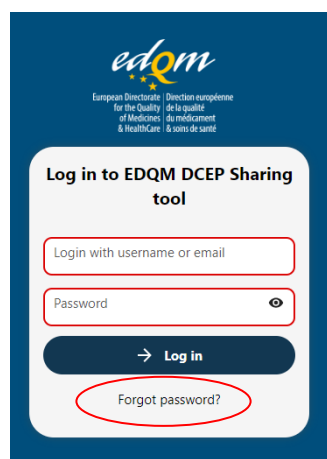 edqm
European Directorate | Direction européenne
for the Quality | de la qualité
of Medicines | du médicament
& HealthCare | & soins de santé
Log in to EDQM DCEP Sharing
tool
Login with username or email
Password
Log in
Forgot password?